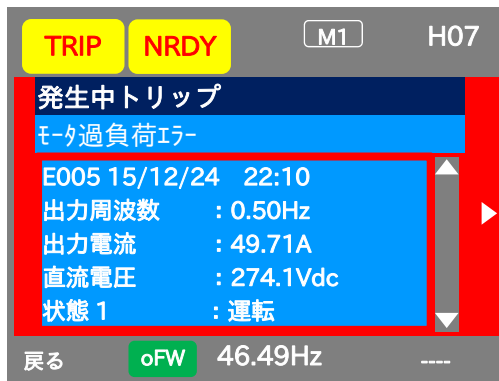 TRIP NRDY M1 H07
発生中トリップ
ﾓｰﾀ過負荷ｴﾗｰ
E005 15/12/24 22:10
出力周波数 : 0.50Hz
出力電流 : 49.71A
直流電圧 : 274.1Vdc
状態1 : 運転
戻る oFW 46.49Hz ----